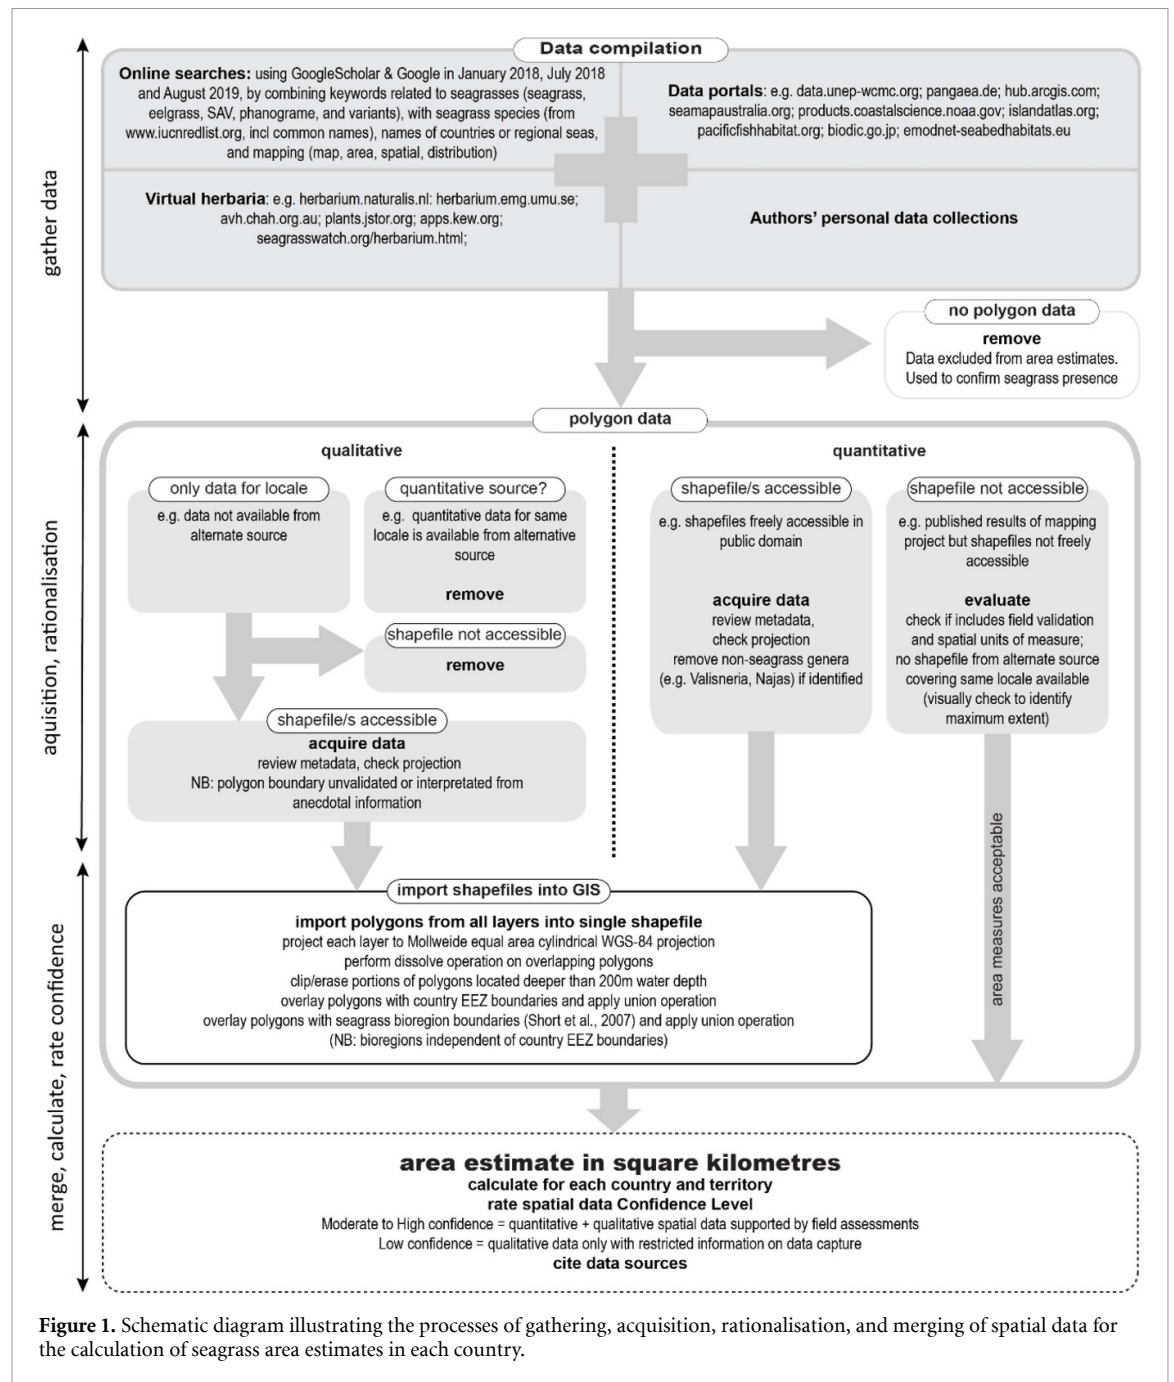 Data compilation
Online searches: using GoogleScholar & Google in January 2018, July 2018
and August 2019, by combining keywords related to seagrasses (seagrass,
eelgrass, SAV, phanograme, and variants), with seagrass species (from
www.iucnredlist.org, incl common names), names of countries or regional seas,
and mapping (map, area, spatial, distribution)
Data portals: e.g. data.unep-wcmc.org; pangaea.de; hub.arcgis.com;
seamapaustralia.org; products.coastalscience.noaa.gov; islandatlas.org;
pacificfishhabitat.org; biodic.go.jp; emodnet-seabedhabitats.eu
Virtual herbaria: e.g. herbarium.naturalis.nl: herbarium.emg.umu.se;
avh.chah.org.au; plants.jstor.org; apps.kew.org;
seagrasswatch.org/herbarium.html;
Authors' personal data collections
gather data
no polygon data
remove
Data excluded from area estimates.
Used to confirm seagrass presence
polygon data
qualitative
quantitative
only data for locale
e.g. data not available from
alternate source
quantitative source?
e.g. quantitative data for same
locale is available from alternative
source
remove
shapefile not accessible
remove
shapefile/s accessible
acquire data
review metadata, check projection
NB: polygon boundary unvalidated or interpretated from
anecdotal information
shapefile/s accessible
e.g. shapefiles freely accessible in
public domain
acquire data
review metadata,
check projection
remove non-seagrass genera
(e.g. Valisneria, Najas) if identified
shapefile not accessible
e.g. published results of mapping
project but shapefiles not freely
accessible
evaluate
check if includes field validation
and spatial units of measure;
no shapefile from alternate source
covering same locale available
(visually check to identify
maximum extent)
aquisition, rationalisation
area measures acceptable
import shapefiles into GIS
import polygons from all layers into single shapefile
project each layer to Mollweide equal area cylindrical WGS-84 projection
perform dissolve operation on overlapping polygons
clip/erase portions of polygons located deeper than 200m water depth
overlay polygons with country EEZ boundaries and apply union operation
overlay polygons with seagrass bioregion boundaries (Short et al., 2007) and apply union operation
(NB: bioregions independent of country EEZ boundaries)
merge, calculate, rate confidence
area estimate in square kilometres
calculate for each country and territory
rate spatial data Confidence Level
Moderate to High confidence = quantitative + qualitative spatial data supported by field assessments
Low confidence = qualitative data only with restricted information on data capture
cite data sources
Figure 1. Schematic diagram illustrating the processes of gathering, acquisition, rationalisation, and merging of spatial data for
the calculation of seagrass area estimates in each country.